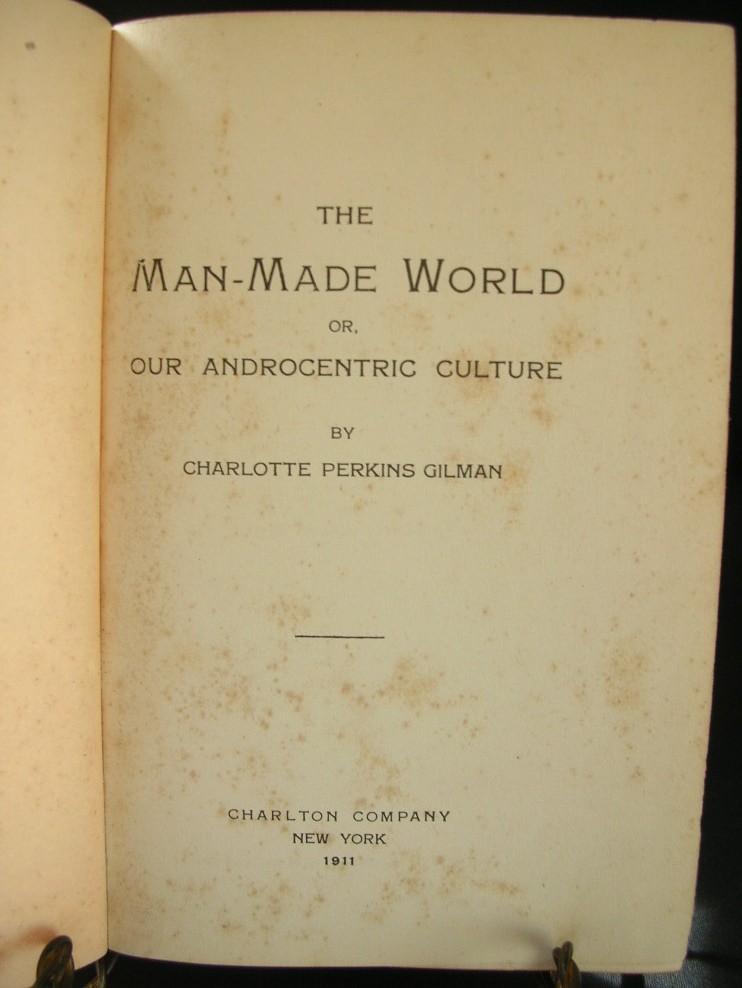 THE
MAN-MADE WORLD
OR,
OUR ANDROCENTRIC CULTURE
BY
CHARLOTTE PERKINS GILMAN
CHARLTON COMPANY
NEW YORK
1911